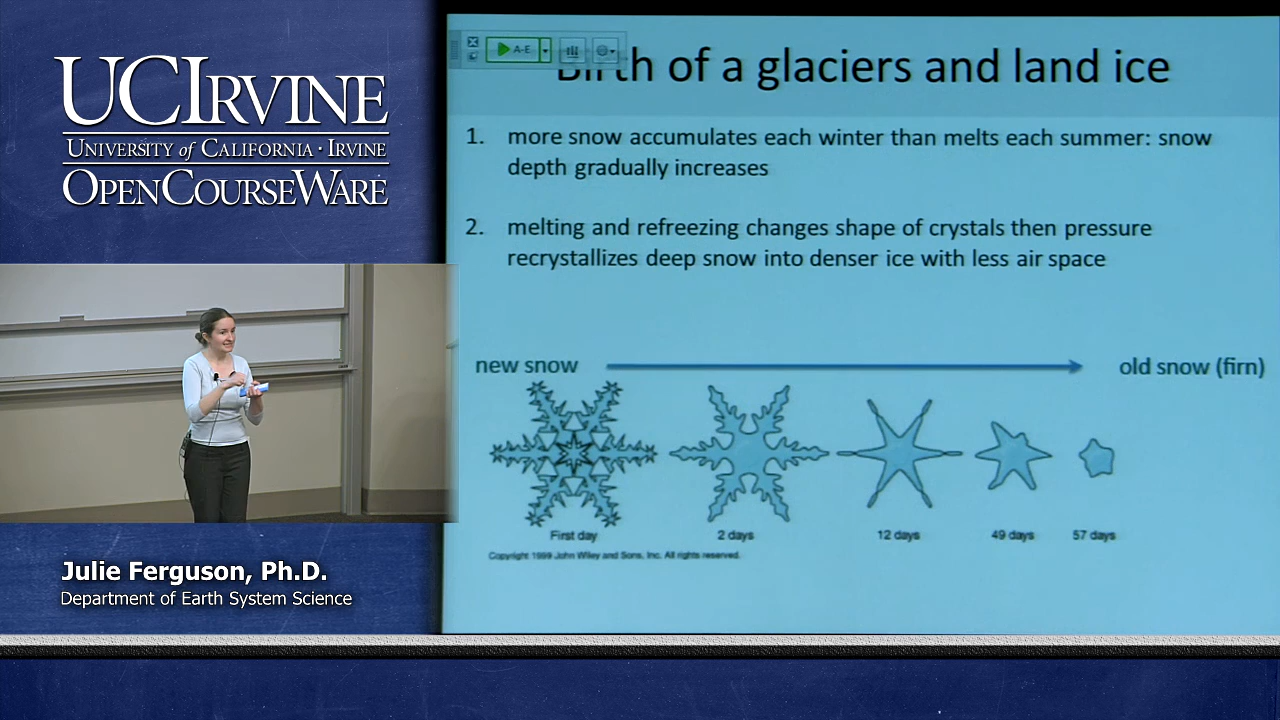 UCIRVINE
UNIVERSITY of CALIFORNIA · IRVINE
OPENCOURSEWARE
A-E
Birth of a glaciers and land ice
1. more snow accumulates each winter than melts each summer: snow
depth gradually increases
2. melting and refreezing changes shape of crystals then pressure
recrystallizes deep snow into denser ice with less air space
new snow
old snow (firn)
First day
2 days
12 days
49 days
57 days
Copyright 1999 John Wiley and Sons, Inc. All rights reserved.
Julie Ferguson, Ph.D.
Department of Earth System Science